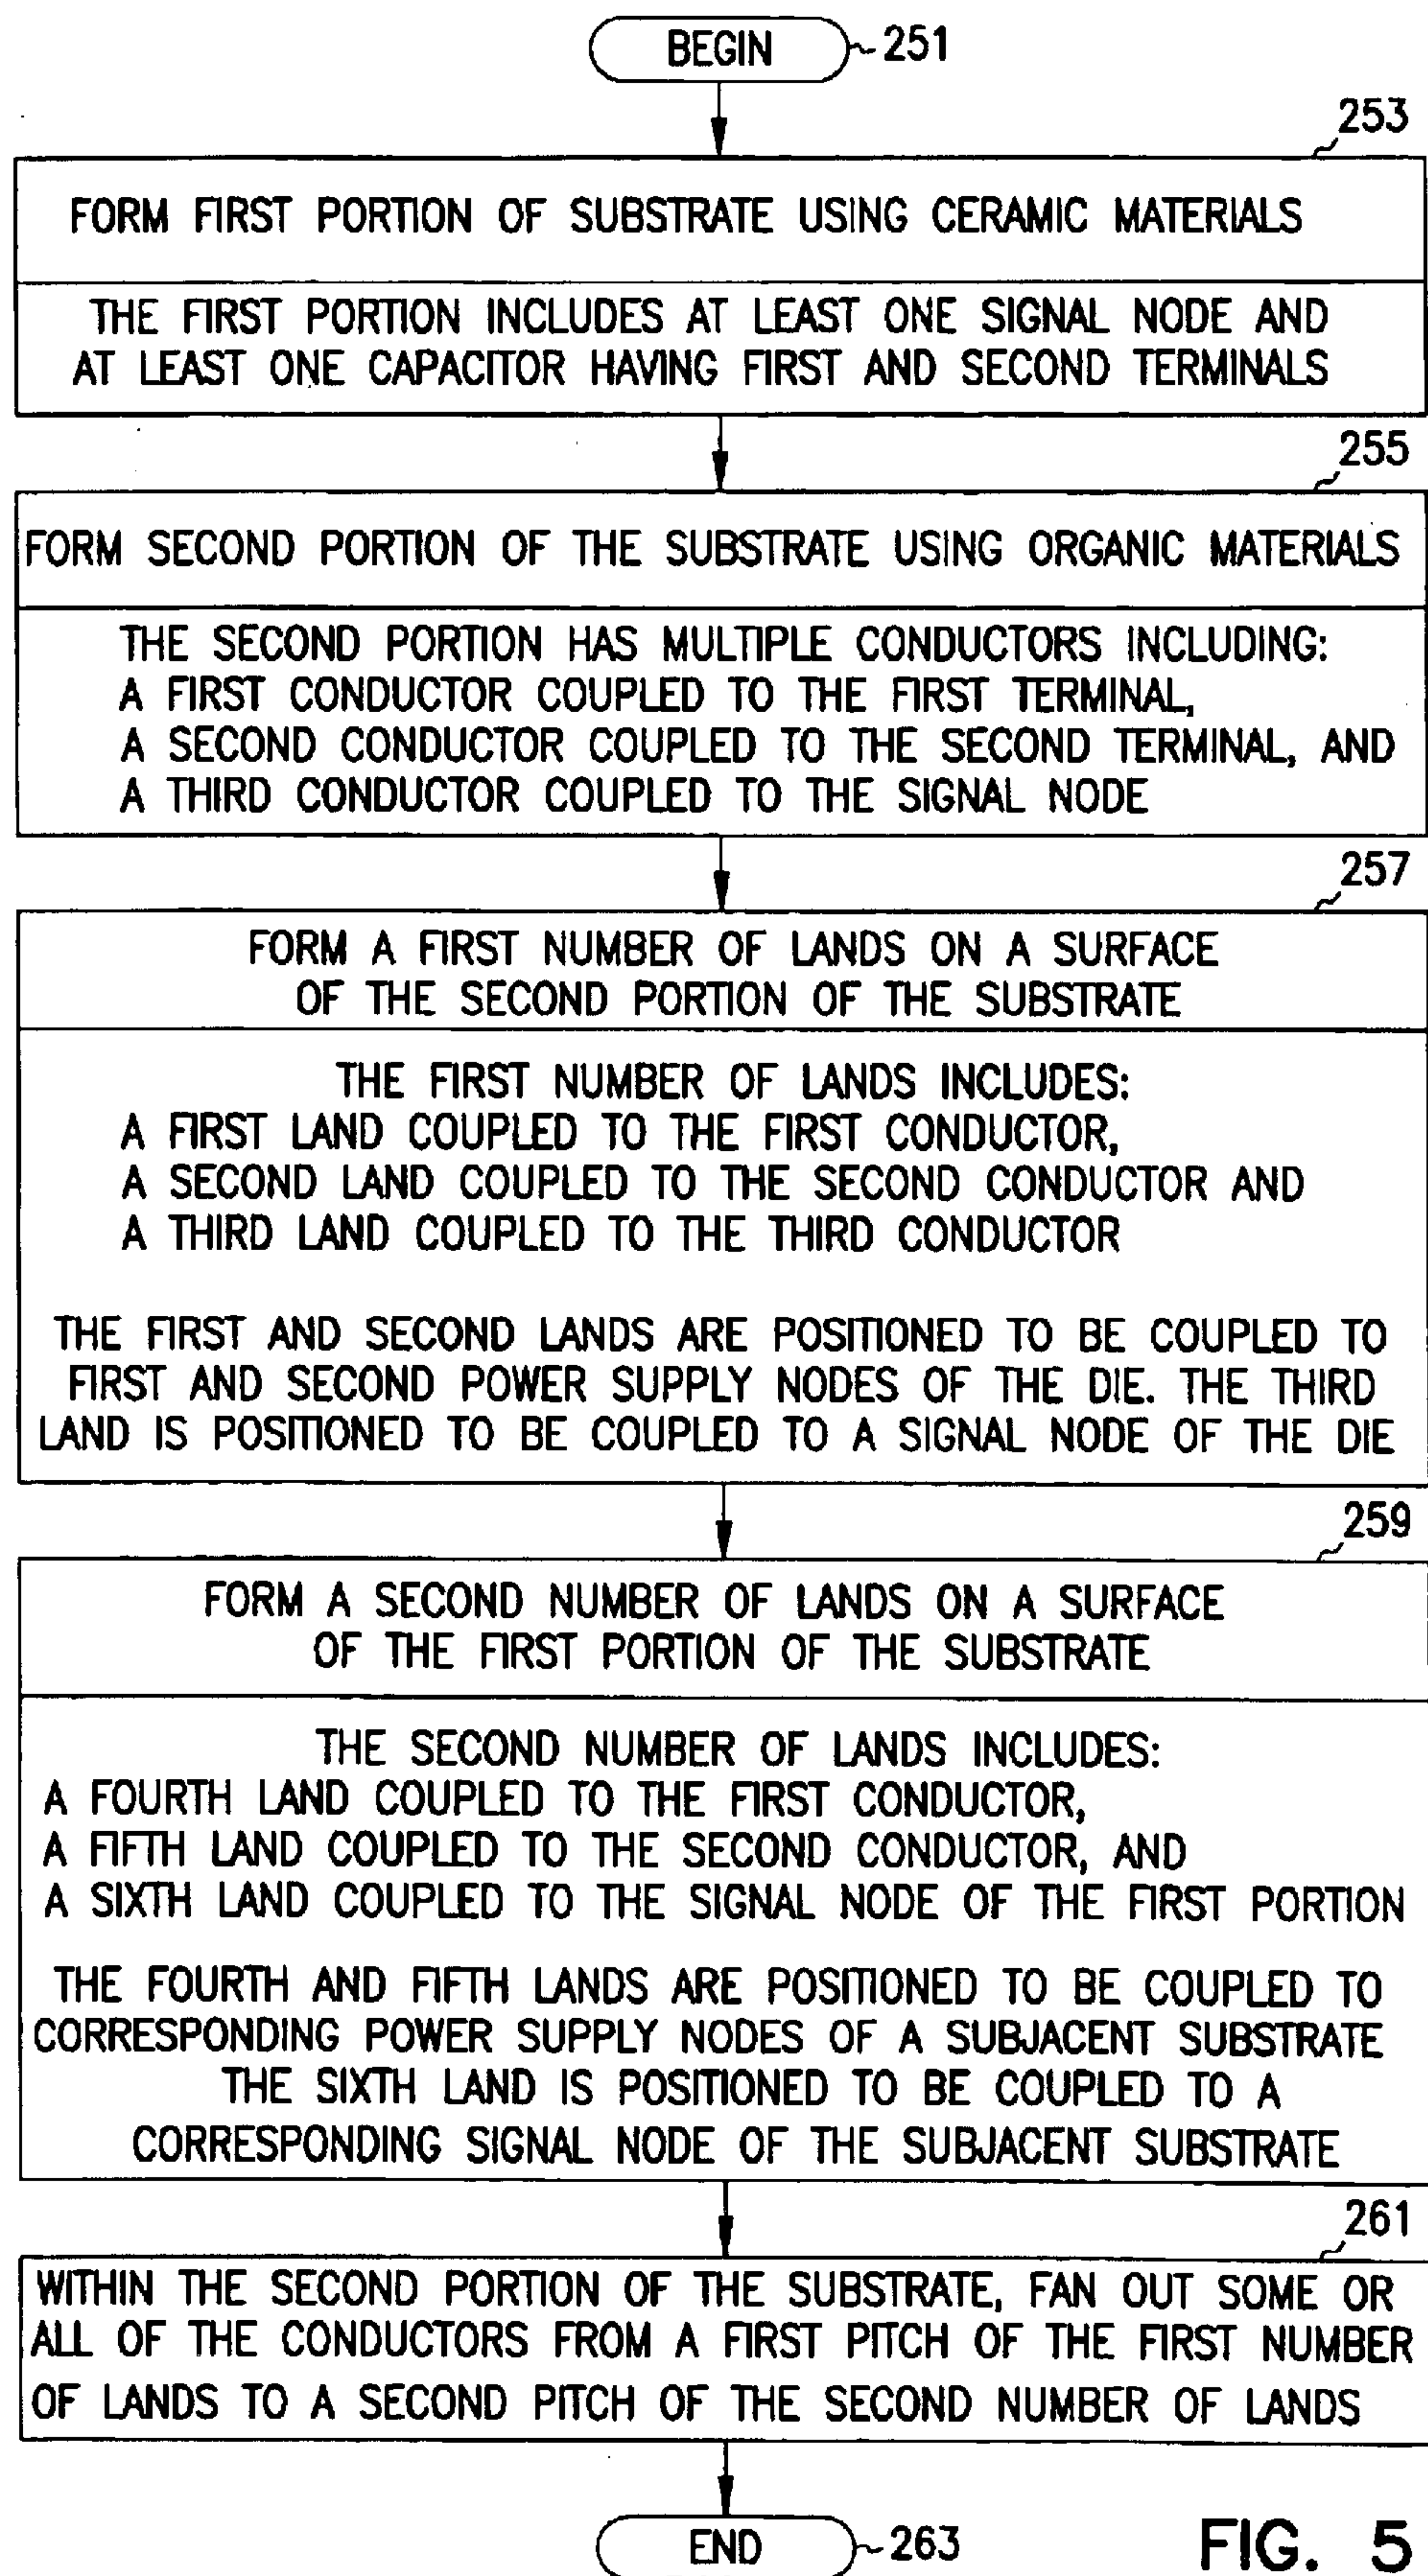 BEGIN
251
253
FORM FIRST PORTION OF SUBSTRATE USING CERAMIC MATERIALS
THE FIRST PORTION INCLUDES AT LEAST ONE SIGNAL NODE AND
AT LEAST ONE CAPACITOR HAVING FIRST AND SECOND TERMINALS
255
FORM SECOND PORTION OF THE SUBSTRATE USING ORGANIC MATERIALS
THE SECOND PORTION HAS MULTIPLE CONDUCTORS INCLUDING:
A FIRST CONDUCTOR COUPLED TO THE FIRST TERMINAL,
A SECOND CONDUCTOR COUPLED TO THE SECOND TERMINAL, AND
A THIRD CONDUCTOR COUPLED TO THE SIGNAL NODE
257
FORM A FIRST NUMBER OF LANDS ON A SURFACE
OF THE SECOND PORTION OF THE SUBSTRATE
THE FIRST NUMBER OF LANDS INCLUDES:
A FIRST LAND COUPLED TO THE FIRST CONDUCTOR,
A SECOND LAND COUPLED TO THE SECOND CONDUCTOR AND
A THIRD LAND COUPLED TO THE THIRD CONDUCTOR
THE FIRST AND SECOND LANDS ARE POSITIONED TO BE COUPLED TO
FIRST AND SECOND POWER SUPPLY NODES OF THE DIE. THE THIRD
LAND IS POSITIONED TO BE COUPLED TO A SIGNAL NODE OF THE DIE
259
FORM A SECOND NUMBER OF LANDS ON A SURFACE
OF THE FIRST PORTION OF THE SUBSTRATE
THE SECOND NUMBER OF LANDS INCLUDES:
A FOURTH LAND COUPLED TO THE FIRST CONDUCTOR,
A FIFTH LAND COUPLED TO THE SECOND CONDUCTOR, AND
A SIXTH LAND COUPLED TO THE SIGNAL NODE OF THE FIRST PORTION
THE FOURTH AND FIFTH LANDS ARE POSITIONED TO BE COUPLED TO
CORRESPONDING POWER SUPPLY NODES OF A SUBJACENT SUBSTRATE
THE SIXTH LAND IS POSITIONED TO BE COUPLED TO A
CORRESPONDING SIGNAL NODE OF THE SUBJACENT SUBSTRATE
261
WITHIN THE SECOND PORTION OF THE SUBSTRATE, FAN OUT SOME OR
ALL OF THE CONDUCTORS FROM A FIRST PITCH OF THE FIRST NUMBER
OF LANDS TO A SECOND PITCH OF THE SECOND NUMBER OF LANDS
END
263
FIG. 5